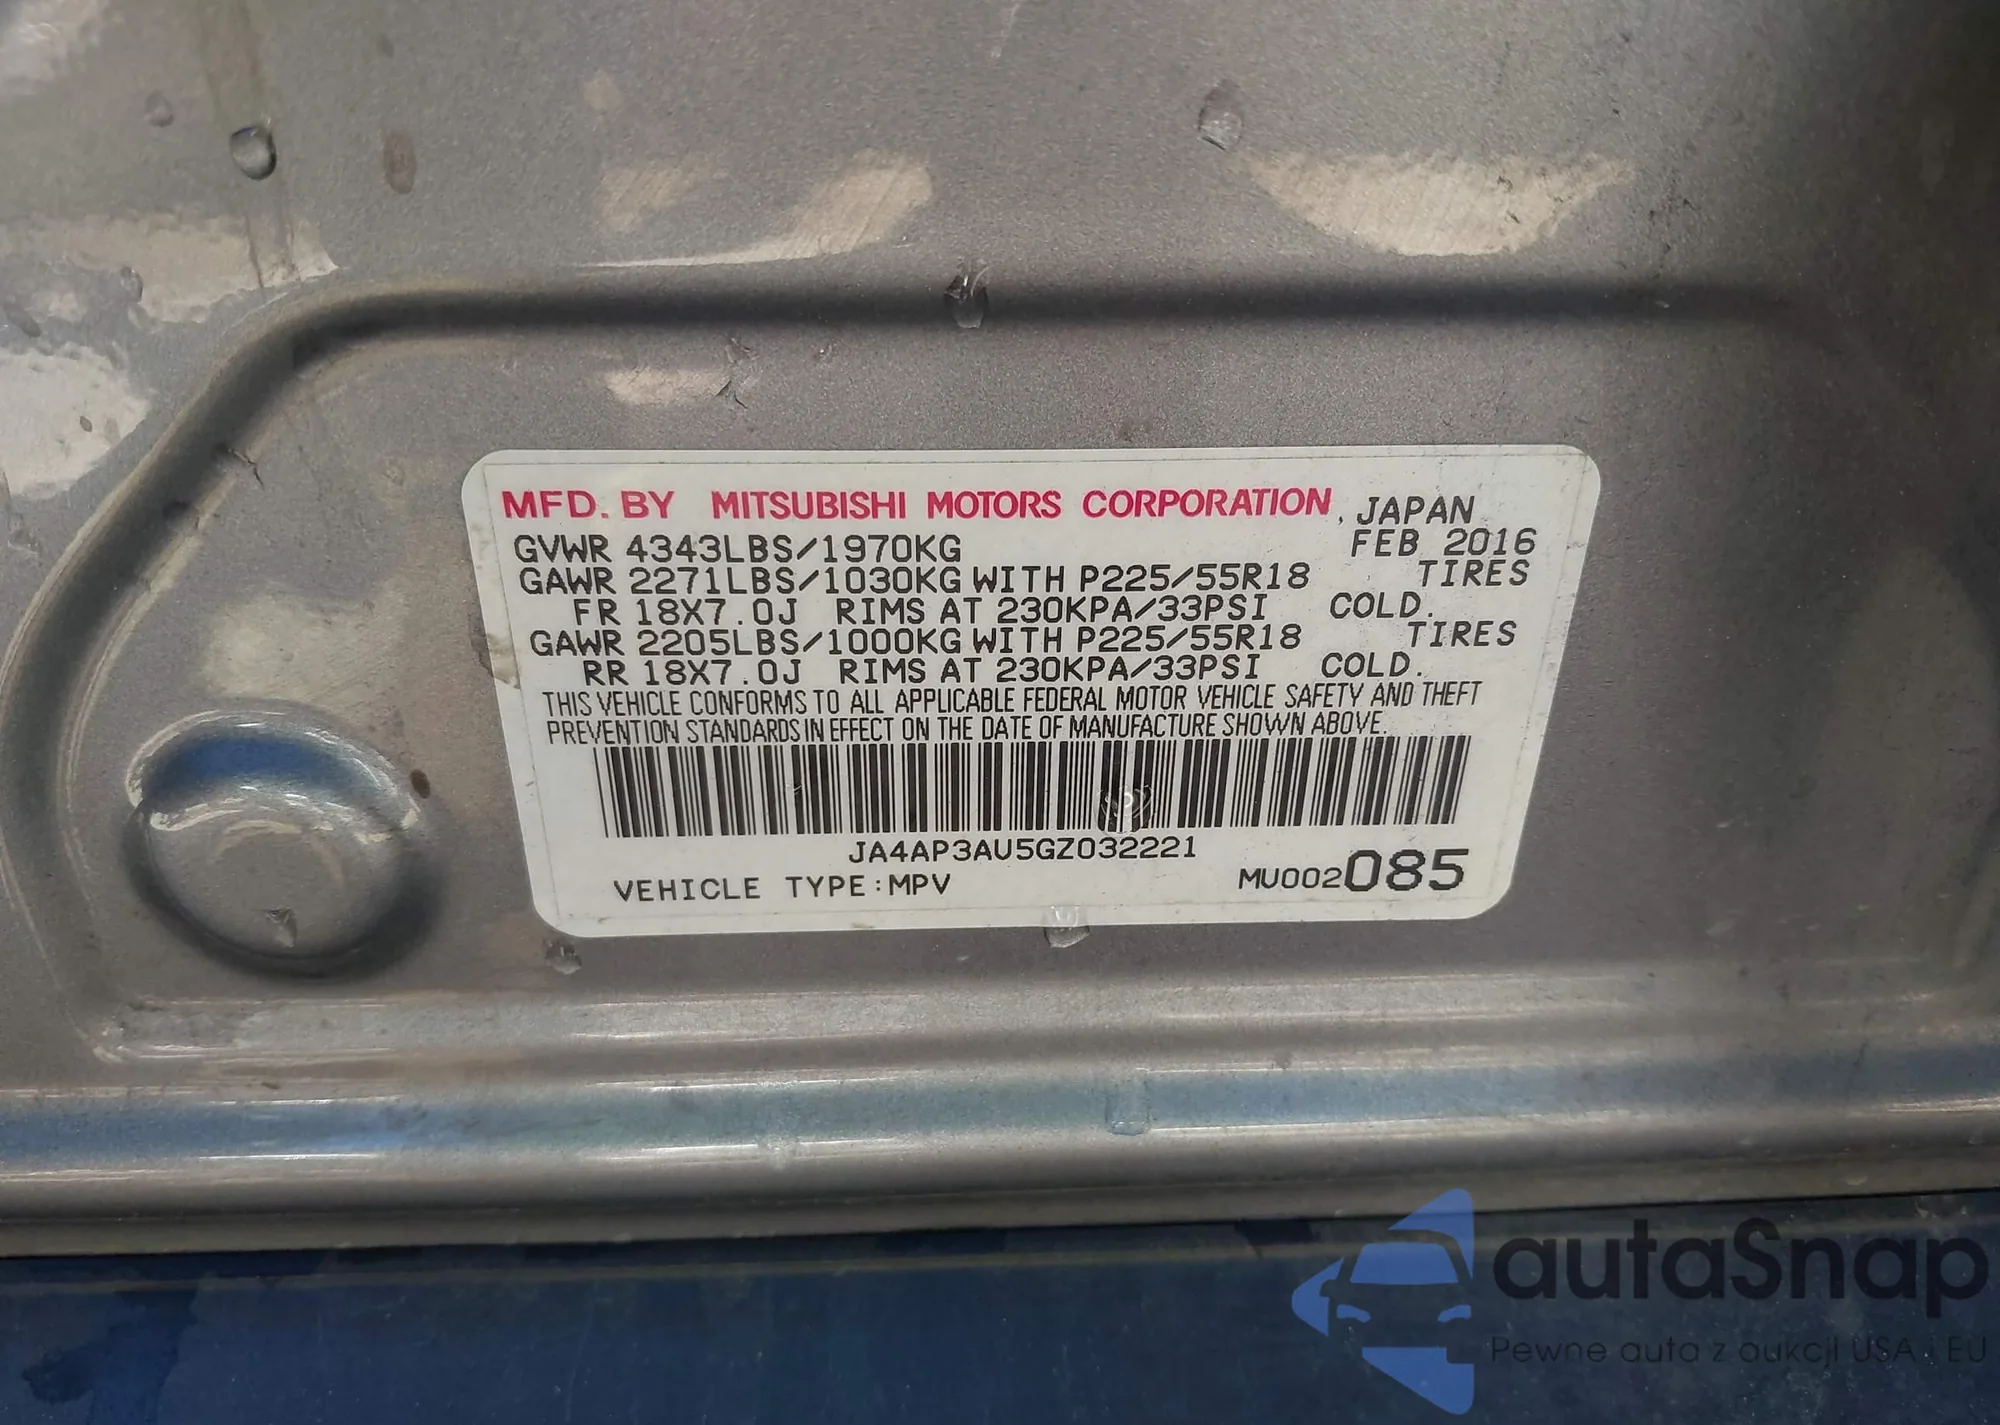 MFD. BY MITSUBISHI MOTORS CORPORATION, JAPAN
GVWR 4343LBS/1970KG FEB 2016
GAWR 2271LBS/1030KG WITH P225/55R18 TIRES
FR 18X7.0J RIMS AT 230KPA/33PSI COLD.
GAWR 2205LBS/1000KG WITH P225/55R18 TIRES
RR 18X7.0J RIMS AT 230KPA/33PSI COLD.
THIS VEHICLE CONFORMS TO ALL APPLICABLE FEDERAL MOTOR VEHICLE SAFETY AND THEFT
PREVENTION STANDARDS IN EFFECT ON THE DATE OF MANUFACTURE SHOWN ABOVE.
JA4AP3AU5GZ032221
VEHICLE TYPE:MPV MU002085
autaSnap
Pewne auta z aukcji USA i EU